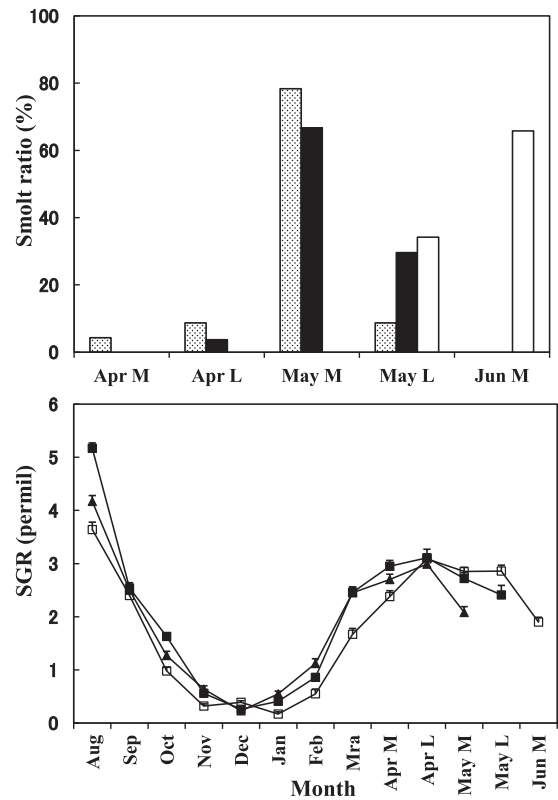 100
80
60
40
20
0
Smolt ratio (%)
Apr M
Apr L
May M
May L
Jun M
6
5
4
3
2
1
0
SGR (permil)
Aug
Sep
Oct
Nov
Dec
Jan
Feb
Mra
Apr M
Apr L
May M
May L
Jun M
Month